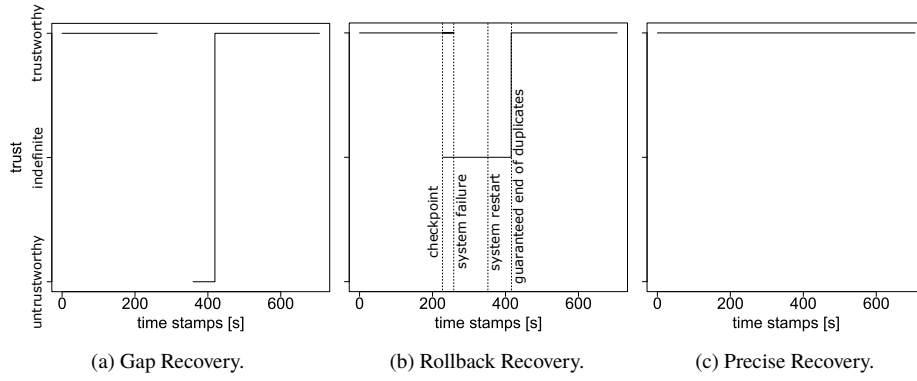 trust
untrustworthy indefinite trustworthy
0 200 400 600
time stamps [s]
(a) Gap Recovery.
checkpoint
system failure
system restart
guaranteed end of duplicates
0 200 400 600
time stamps [s]
(b) Rollback Recovery.
0 200 400 600
time stamps [s]
(c) Precise Recovery.